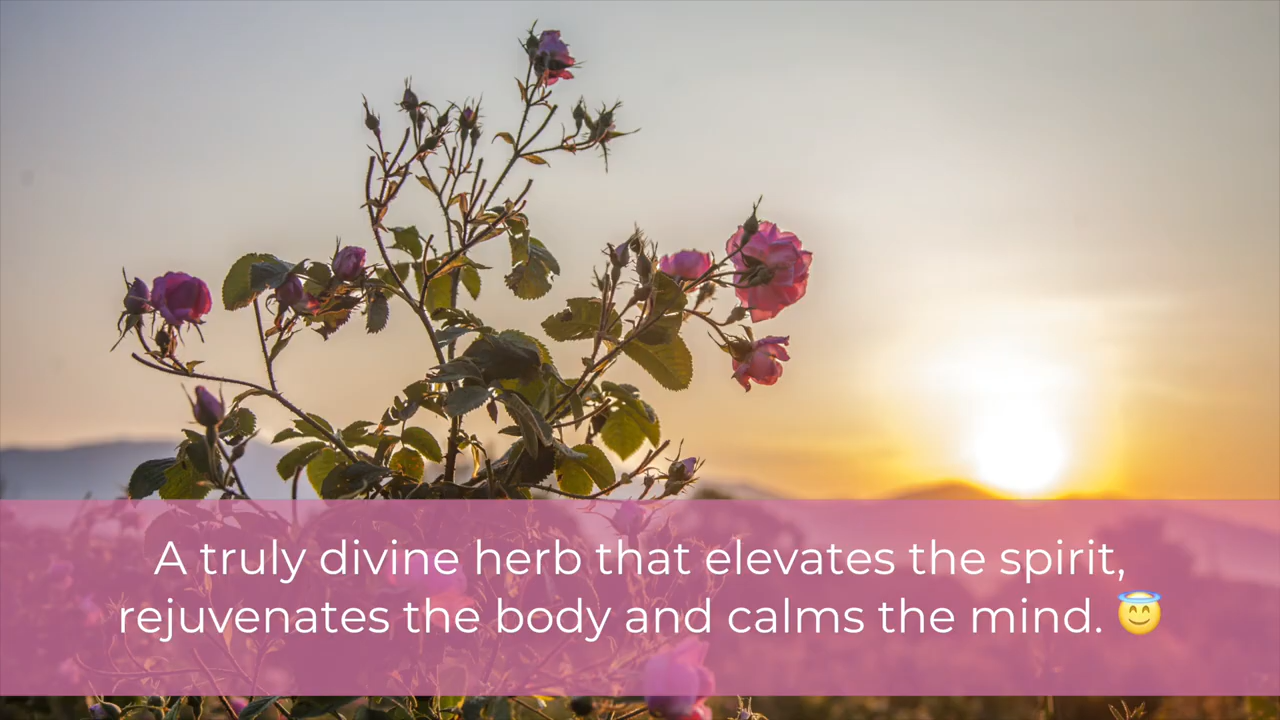 A truly divine herb that elevates the spirit,
rejuvenates the body and calms the mind. 😇